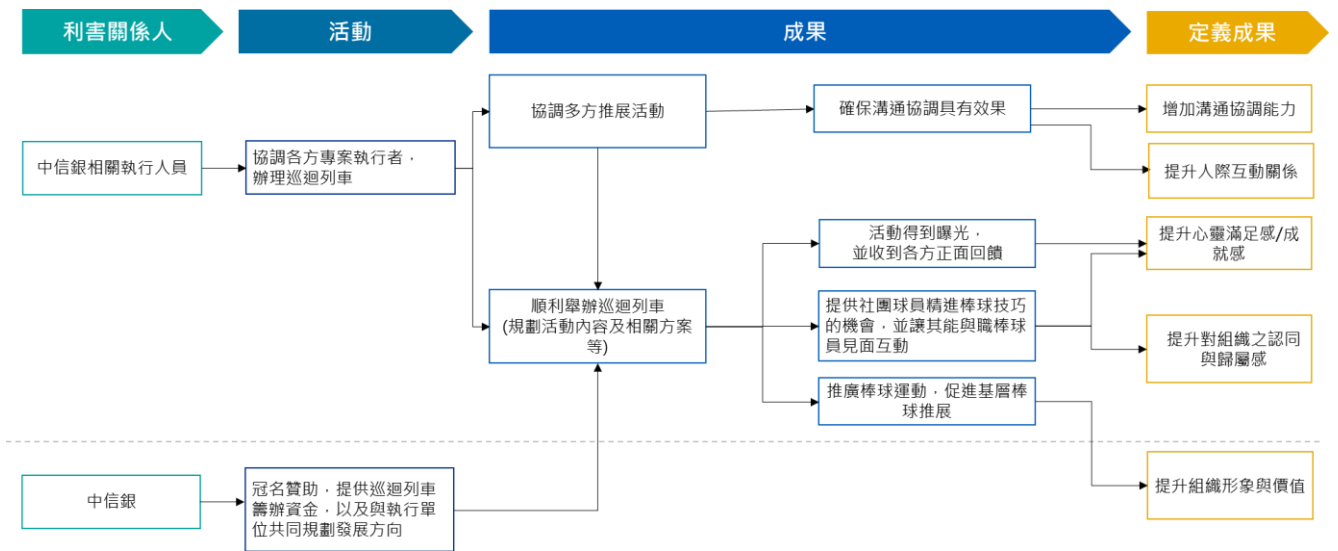 利害關係人
活動
成果
定義成果
中信銀相關執行人員
協調各方專案執行者，
辦理巡迴列車
協調多方推展活動
確保溝通協調具有效果
增加溝通協調能力
提升人際互動關係
順利舉辦巡迴列車
(規劃活動內容及相關方案
等)
活動得到曝光，
並收到各方正面回饋
提升心靈滿足感/成
就感
提供社團球員精進棒球技巧
的機會，並讓其能與職棒球
員見面互動
提升對組織之認同
與歸屬感
推廣棒球運動，促進基層棒
球推展
中信銀
冠名贊助，提供巡迴列車
籌辦資金，以及與執行單
位共同規劃發展方向
提升組織形象與價值